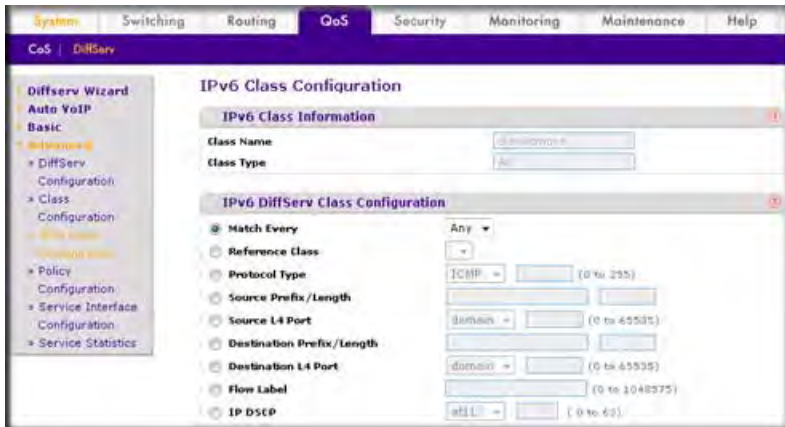 System Switching Routing QoS Security Monitoring Maintenance Help
CoS | DiffServ
Diffserv Wizard
Auto VoIP
Basic
Advanced
» DiffServ
Configuration
» Class
Configuration
» Policy
Configuration
» Service Interface
Configuration
» Service Statistics
IPv6 Class Configuration
IPv6 Class Information
Class Name
Class Type All
IPv6 DiffServ Class Configuration
Match Every Any
Reference Class
Protocol Type ICMP (0 to 255)
Source Prefix/Length
Source L4 Port domain (0 to 65535)
Destination Prefix/Length
Destination L4 Port domain (0 to 65535)
Flow Label (0 to 1048575)
IP DSCP af11 (0 to 63)